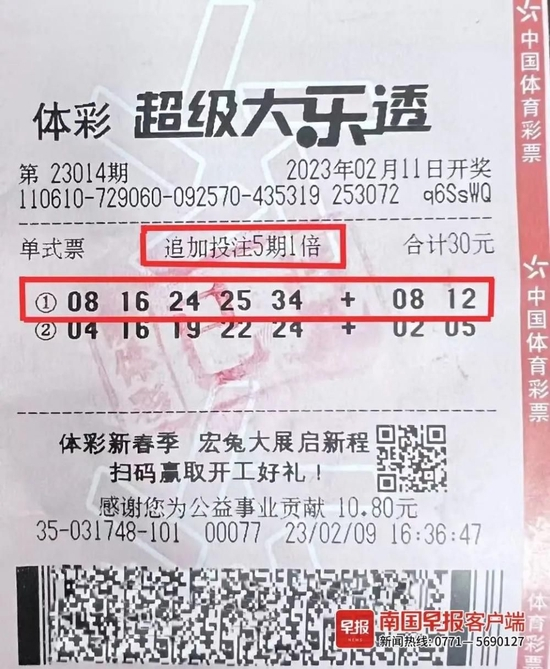 体彩 超级大乐透
第 23014期 2023年02月11日开奖
110610-729060-092570-435319 253072 q6SsWQ
单式票 追加投注5期1倍 合计30元
① 08 16 24 25 34 + 08 12
② 04 16 19 22 24 + 02 05
体彩新春季 宏兔大展启新程
扫码赢取开工好礼！
感谢您为公益事业贡献 10.80元
35-031748-101 00077 23/02/09 16:36:47
中国体育彩票
中国体育彩票
早报 NEWS 南国早报客户端
新闻热线:0771—5690127